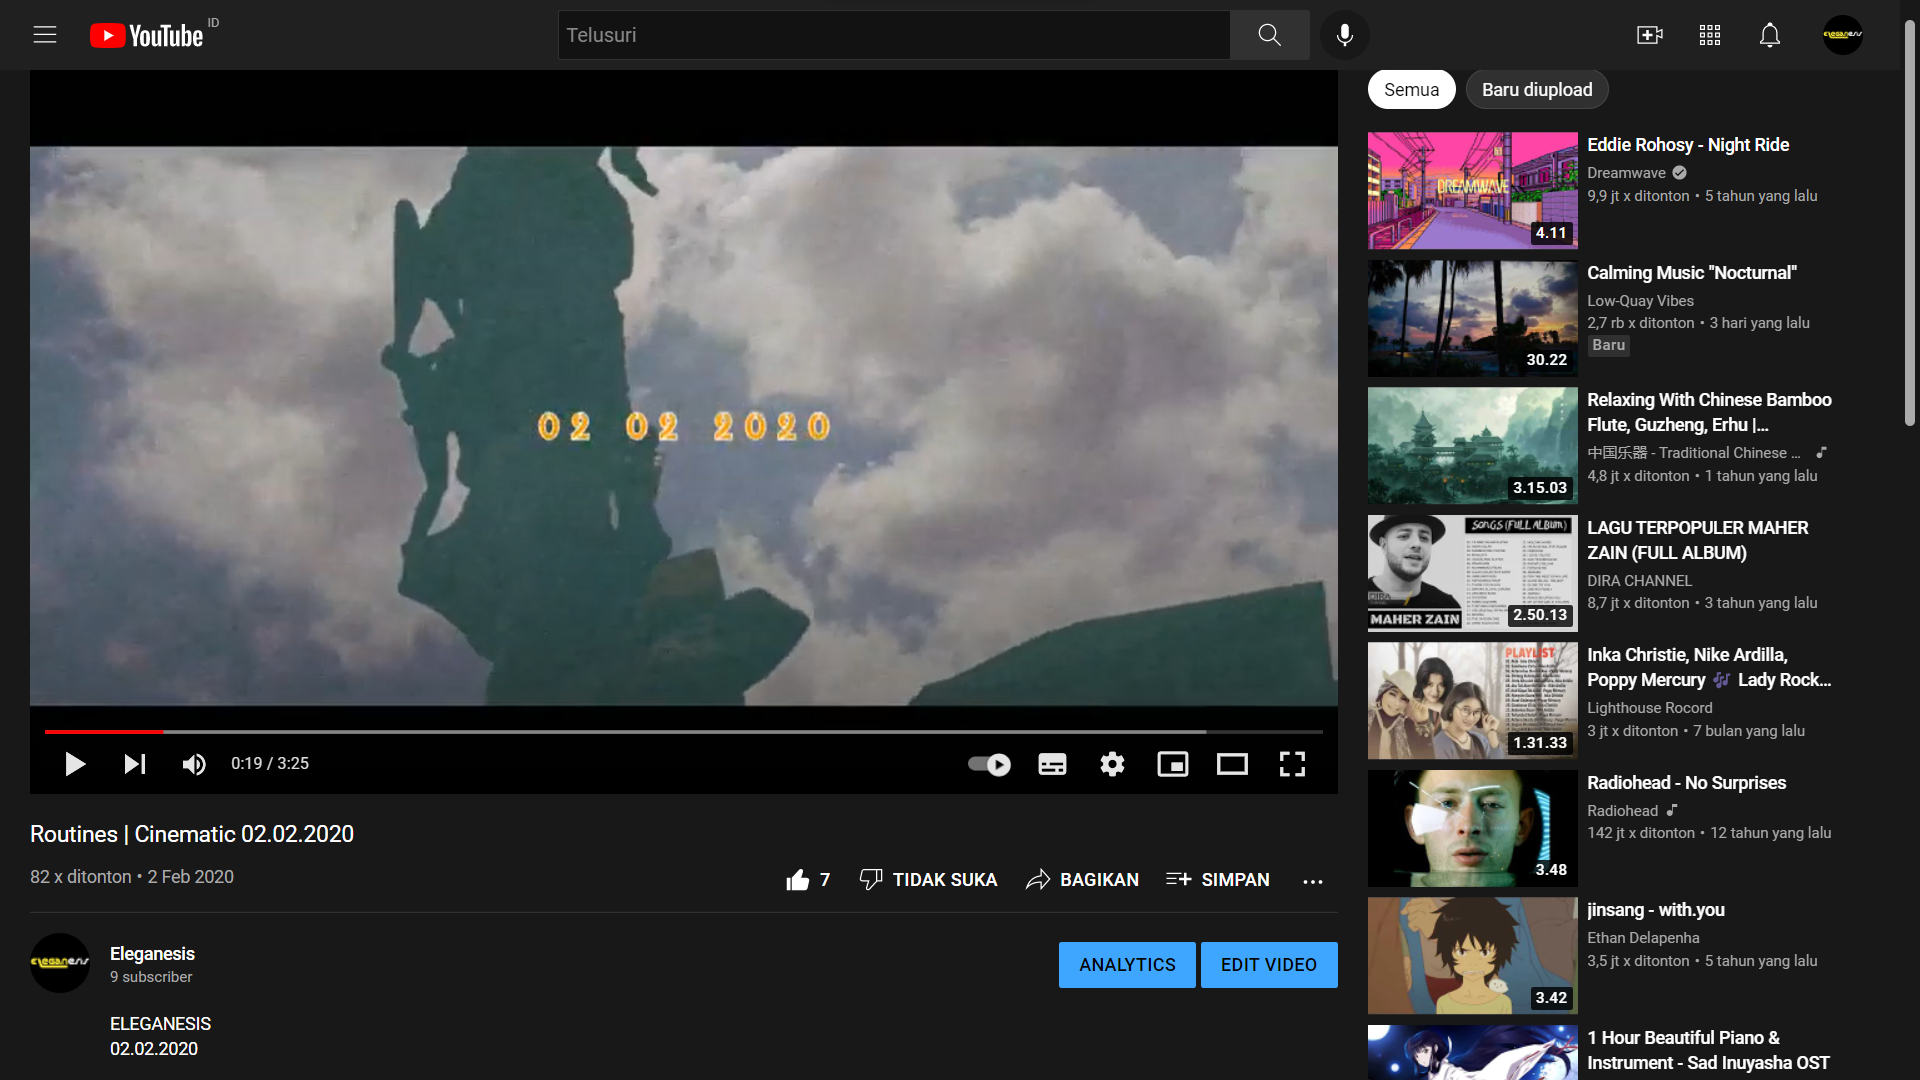 YouTube ID
Telusuri
02 02 2020
0:19 / 3:25
Routines | Cinematic 02.02.2020
82 x ditonton • 2 Feb 2020
7
TIDAK SUKA
BAGIKAN
SIMPAN
Eleganesis
9 subscriber
ANALYTICS
EDIT VIDEO
ELEGANESIS
02.02.2020
Semua
Baru diupload
DREAMWAVE
4.11
Eddie Rohosy - Night Ride
Dreamwave
9,9 jt x ditonton • 5 tahun yang lalu
30.22
Calming Music "Nocturnal"
Low-Quay Vibes
2,7 rb x ditonton • 3 hari yang lalu
Baru
3.15.03
Relaxing With Chinese Bamboo
Flute, Guzheng, Erhu |...
中国乐器 - Traditional Chinese ...
4,8 jt x ditonton • 1 tahun yang lalu
SONGS (FULL ALBUM)
MAHER ZAIN
2.50.13
LAGU TERPOPULER MAHER
ZAIN (FULL ALBUM)
DIRA CHANNEL
8,7 jt x ditonton • 3 tahun yang lalu
PLAYLIST
1.31.33
Inka Christie, Nike Ardilla,
Poppy Mercury 🎶 Lady Rock...
Lighthouse Rocord
3 jt x ditonton • 7 bulan yang lalu
3.48
Radiohead - No Surprises
Radiohead
142 jt x ditonton • 12 tahun yang lalu
3.42
jinsang - with.you
Ethan Delapenha
3,5 jt x ditonton • 5 tahun yang lalu
1 Hour Beautiful Piano &
Instrument - Sad Inuyasha OST